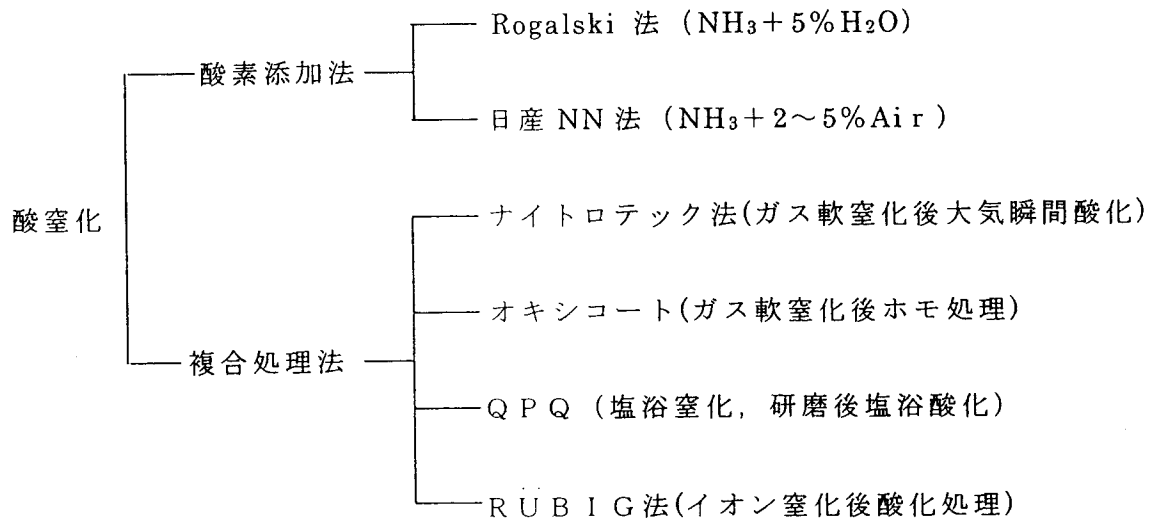 Rogalski 法 (NH₃+5%H₂O)
酸素添加法
日産 NN 法 (NH₃+2～5%Air)
酸窒化
ナイトロテック法(ガス軟窒化後大気瞬間酸化)
オキシコート(ガス軟窒化後ホモ処理)
複合処理法
QPQ (塩浴窒化, 研磨後塩浴酸化)
RÜBIG法(イオン窒化後酸化処理)